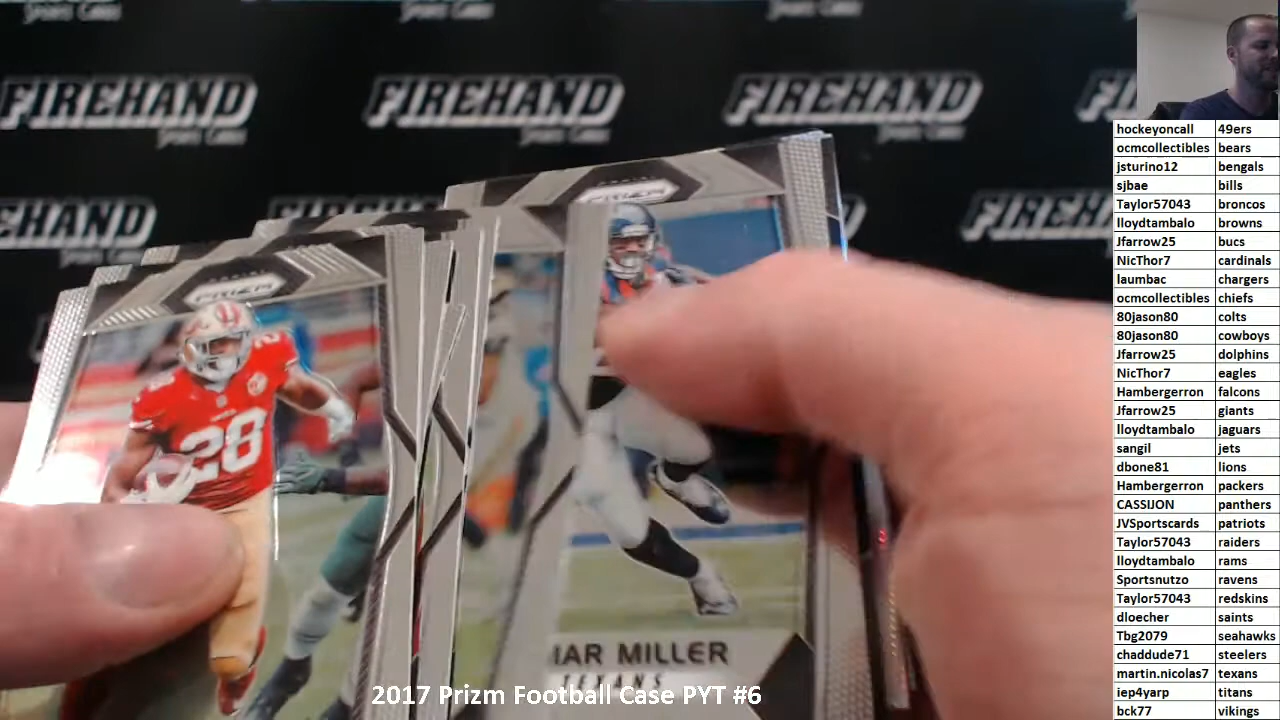 FIREHAND
FIREHAND
FIREHAND
FIREHAND
FIREHAND
PRIZM
PRIZM
28
28
IAR MILLER
TEXANS
2017 Prizm Football Case PYT #6
hockeyoncall 49ers
ocmcollectibles bears
jsturino12 bengals
sjbae bills
Taylor57043 broncos
lloydtambalo browns
Jfarrow25 bucs
NicThor7 cardinals
laumbac chargers
ocmcollectibles chiefs
80jason80 colts
80jason80 cowboys
Jfarrow25 dolphins
NicThor7 eagles
Hambergerron falcons
Jfarrow25 giants
lloydtambalo jaguars
sangil jets
dbone81 lions
Hambergerron packers
CASSIJON panthers
JVSportscards patriots
Taylor57043 raiders
lloydtambalo rams
Sportsnutzo ravens
Taylor57043 redskins
dloecher saints
Tbg2079 seahawks
chaddude71 steelers
martin.nicolas7 texans
iep4yarp titans
bck77 vikings